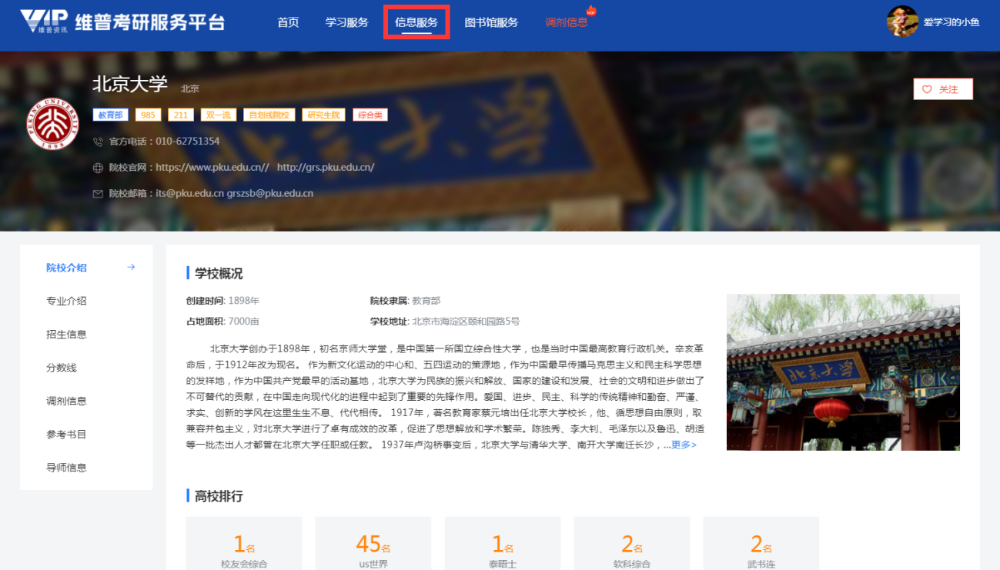 VIP 维普资讯 维普考研服务平台 首页 学习服务 信息服务 图书馆服务 调剂信息 HOT 爱学习的小鱼
北京大学 北京
关注
教育部 985 211 双一流 自划线院校 研究生院 综合类
PEKING UNIVERSITY 1898
官方电话：010-62751354
院校官网：https://www.pku.edu.cn// http://grs.pku.edu.cn/
院校邮箱：its@pku.edu.cn grszsb@pku.edu.cn
院校介绍
专业介绍
招生信息
分数线
调剂信息
参考书目
导师信息
学校概况
创建时间: 1898年 院校隶属: 教育部
占地面积: 7000亩 学校地址: 北京市海淀区颐和园路5号
北京大学创办于1898年，初名京师大学堂，是中国第一所国立综合性大学，也是当时中国最高教育行政机关。辛亥革
命后，于1912年改为现名。 作为新文化运动的中心和、五四运动的策源地，作为中国最早传播马克思主义和民主科学思想
的发祥地，作为中国共产党最早的活动基地，北京大学为民族的振兴和解放、国家的建设和发展、社会的文明和进步做出了
不可替代的贡献，在中国走向现代化的进程中起到了重要的先锋作用。爱国、进步、民主、科学的传统精神和勤奋、严谨、
求实、创新的学风在这里生生不息、代代相传。 1917年，著名教育家蔡元培出任北京大学校长，他、循思想自由原则，取
兼容并包主义，对北京大学进行了卓有成效的改革，促进了思想解放和学术繁荣。陈独秀、李大钊、毛泽东以及鲁迅、胡适
等一批杰出人才都曾在北京大学任职或任教。 1937年卢沟桥事变后，北京大学与清华大学、南开大学南迁长沙，...更多>
北京大学
高校排行
1名 45名 1名 2名 2名
校友会综合 us世界 泰晤士 软科综合 武书连